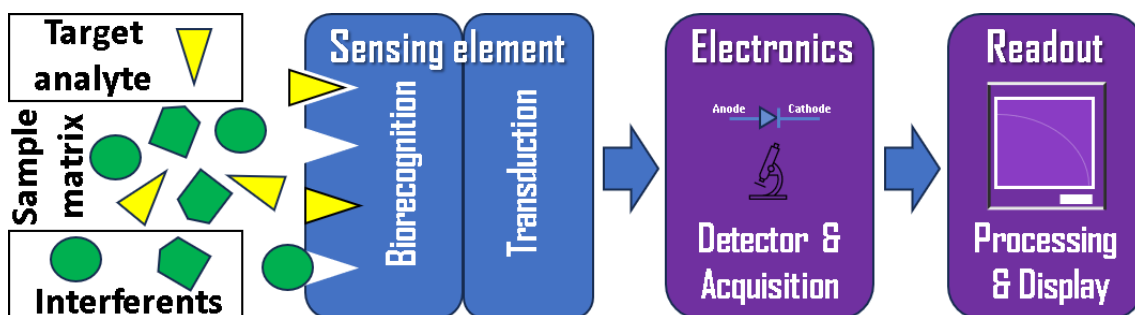 Target
analyte
Sample
matrix
Interferents
Sensing element
Biorecognition
Transduction
Electronics
Anode Cathode
Detector &
Acquisition
Readout
Processing
& Display